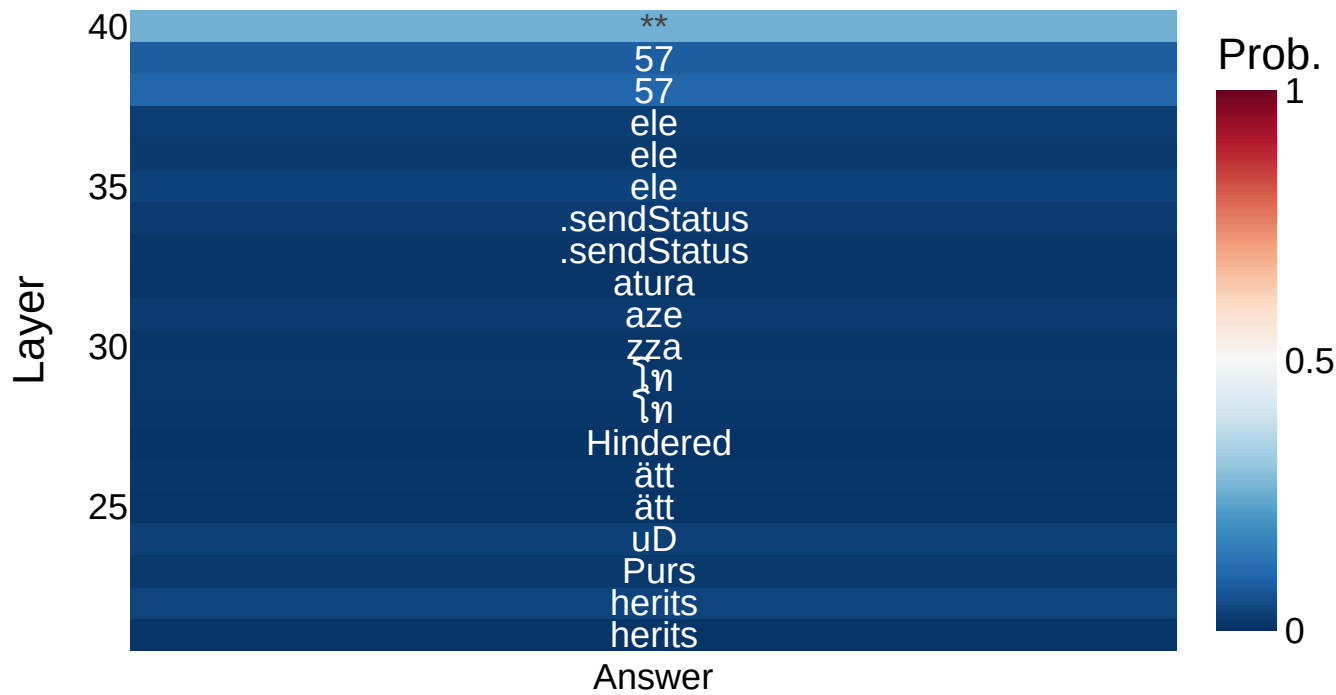 40
**
57
57
ele
ele
35
ele
.sendStatus
.sendStatus
atura
aze
30
zza
โท
โท
Hindered
ätt
25
ätt
uD
Purs
herits
herits
Layer
Answer
Prob.
1
0.5
0